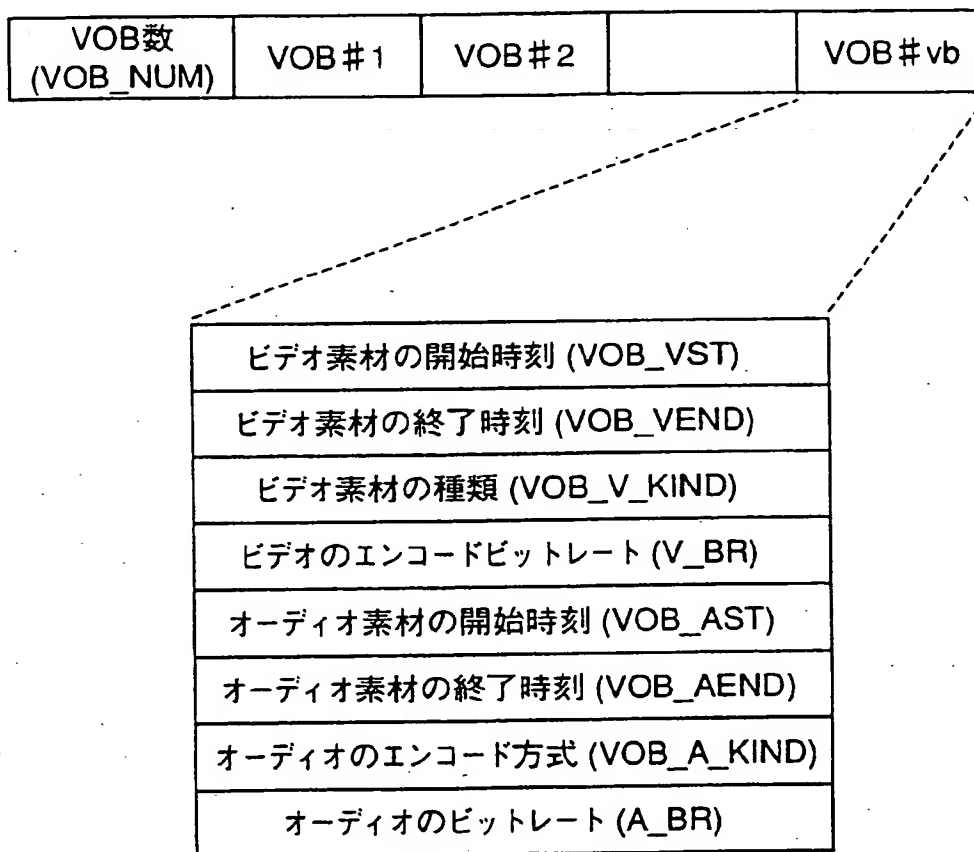 VOB数
(VOB_NUM)
VOB#1
VOB#2
VOB#vb
ビデオ素材の開始時刻 (VOB_VST)
ビデオ素材の終了時刻 (VOB_VEND)
ビデオ素材の種類 (VOB_V_KIND)
ビデオのエンコードビットレート (V_BR)
オーディオ素材の開始時刻 (VOB_AST)
オーディオ素材の終了時刻 (VOB_AEND)
オーディオのエンコード方式 (VOB_A_KIND)
オーディオのビットレート (A_BR)